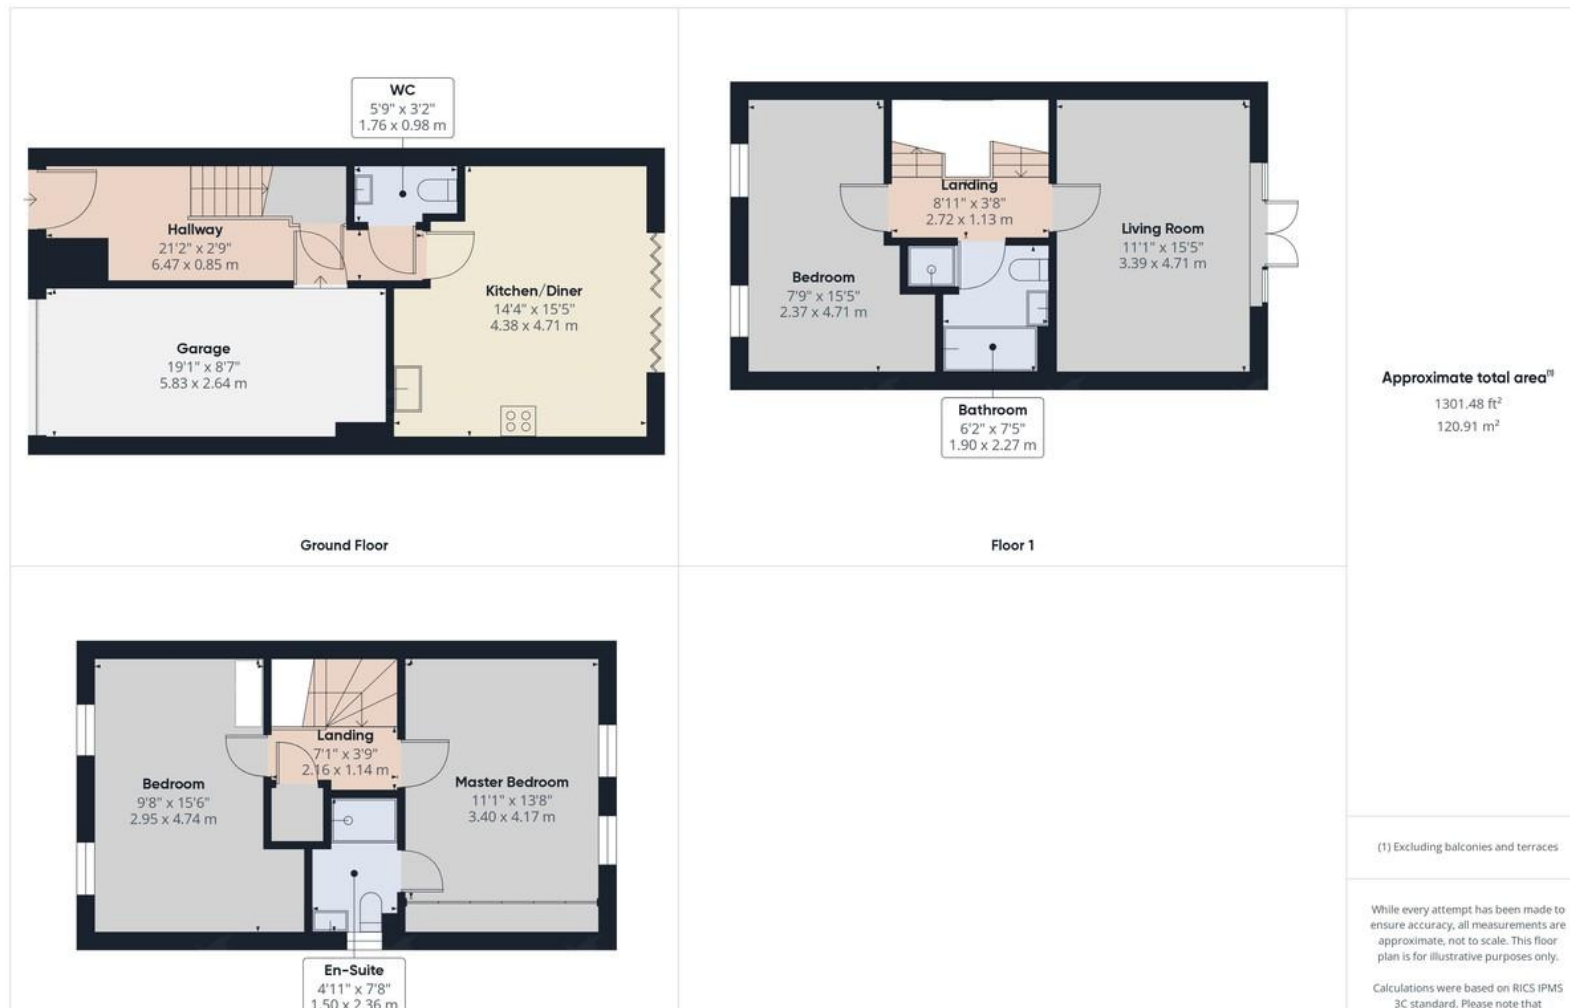 WC
5'9" x 3'2"
1.76 x 0.98 m
Hallway
21'2" x 2'9"
6.47 x 0.85 m
Kitchen/Diner
14'4" x 15'5"
4.38 x 4.71 m
Garage
19'1" x 8'7"
5.83 x 2.64 m
Ground Floor
Landing
8'11" x 3'8"
2.72 x 1.13 m
Living Room
11'1" x 15'5"
3.39 x 4.71 m
Bedroom
7'9" x 15'5"
2.37 x 4.71 m
Bathroom
6'2" x 7'5"
1.90 x 2.27 m
Floor 1
Landing
7'1" x 3'9"
2.16 x 1.14 m
Bedroom
9'8" x 15'6"
2.95 x 4.74 m
Master Bedroom
11'1" x 13'8"
3.40 x 4.17 m
En-Suite
4'11" x 7'8"
1.50 x 2.36 m
Approximate total area(1)
1301.48 ft²
120.91 m²
(1) Excluding balconies and terraces
While every attempt has been made to
ensure accuracy, all measurements are
approximate, not to scale. This floor
plan is for illustrative purposes only.
Calculations were based on RICS IPMS
3C standard. Please note that